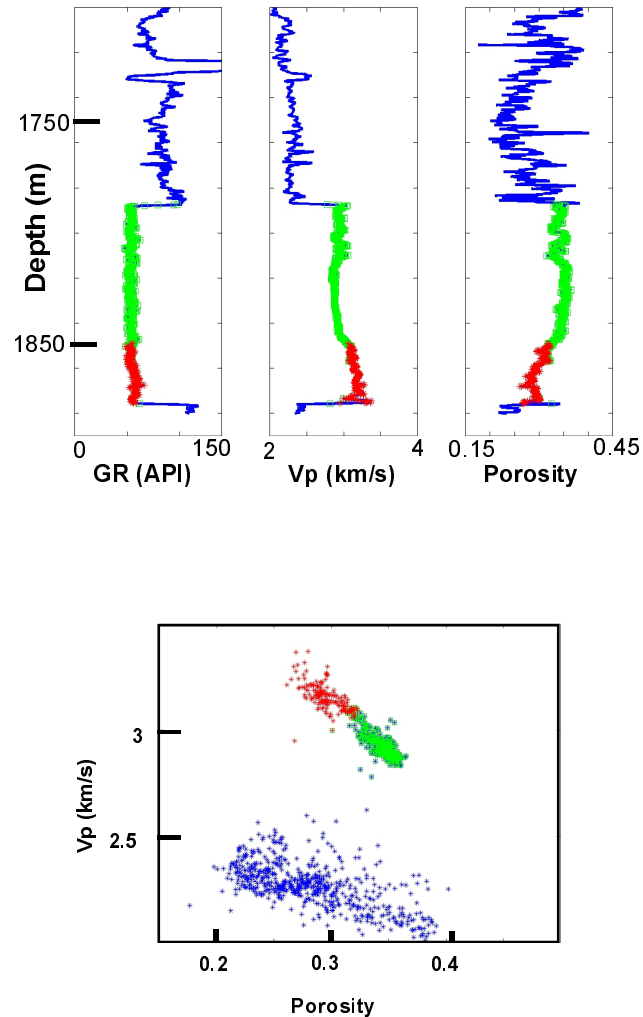 1750
Depth (m)
1850
0 150 2 4 0.15 0.45
GR (API) Vp (km/s) Porosity
3
Vp (km/s)
2.5
0.2 0.3 0.4
Porosity